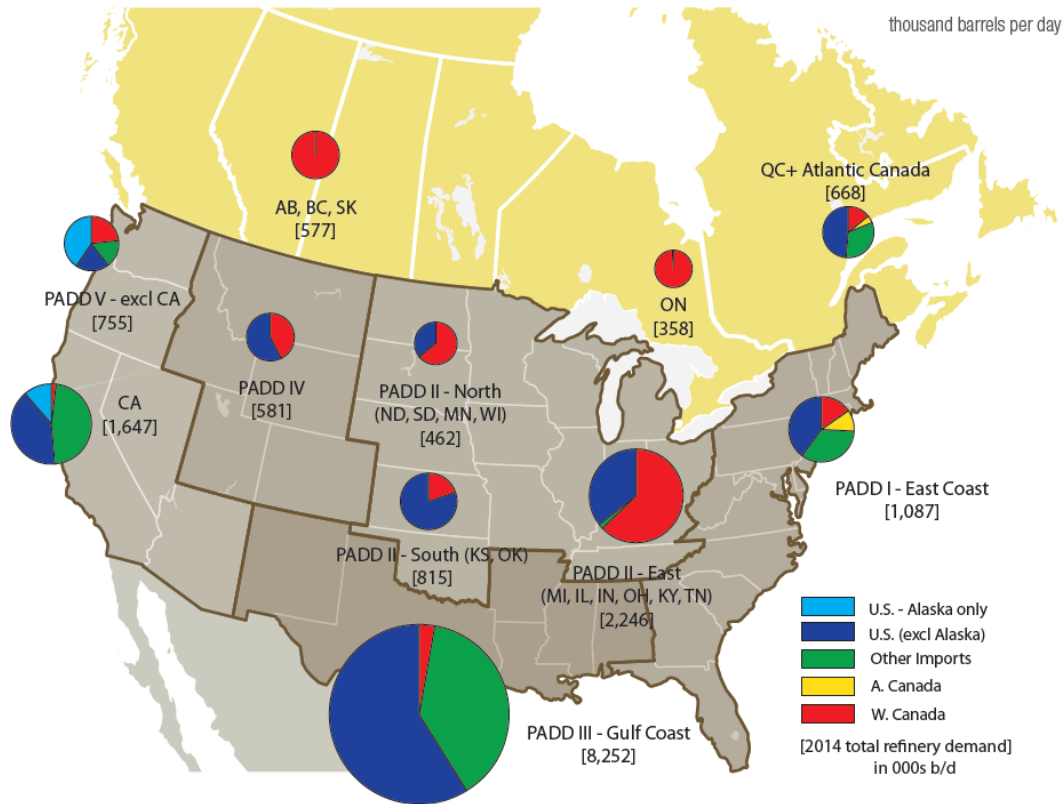 thousand barrels per day
QC+ Atlantic Canada
[668]
AB, BC, SK
[577]
ON
[358]
PADD V - excl CA
[755]
PADD IV
[581]
PADD II - North
(ND, SD, MN, WI)
[462]
CA
[1,647]
PADD I - East Coast
[1,087]
PADD II - South (KS, OK)
[815]
PADD II - East
(MI, IL, IN, OH, KY, TN)
[2,246]
PADD III - Gulf Coast
[8,252]
U.S. - Alaska only
U.S. (excl Alaska)
Other Imports
A. Canada
W. Canada
[2014 total refinery demand]
in 000s b/d